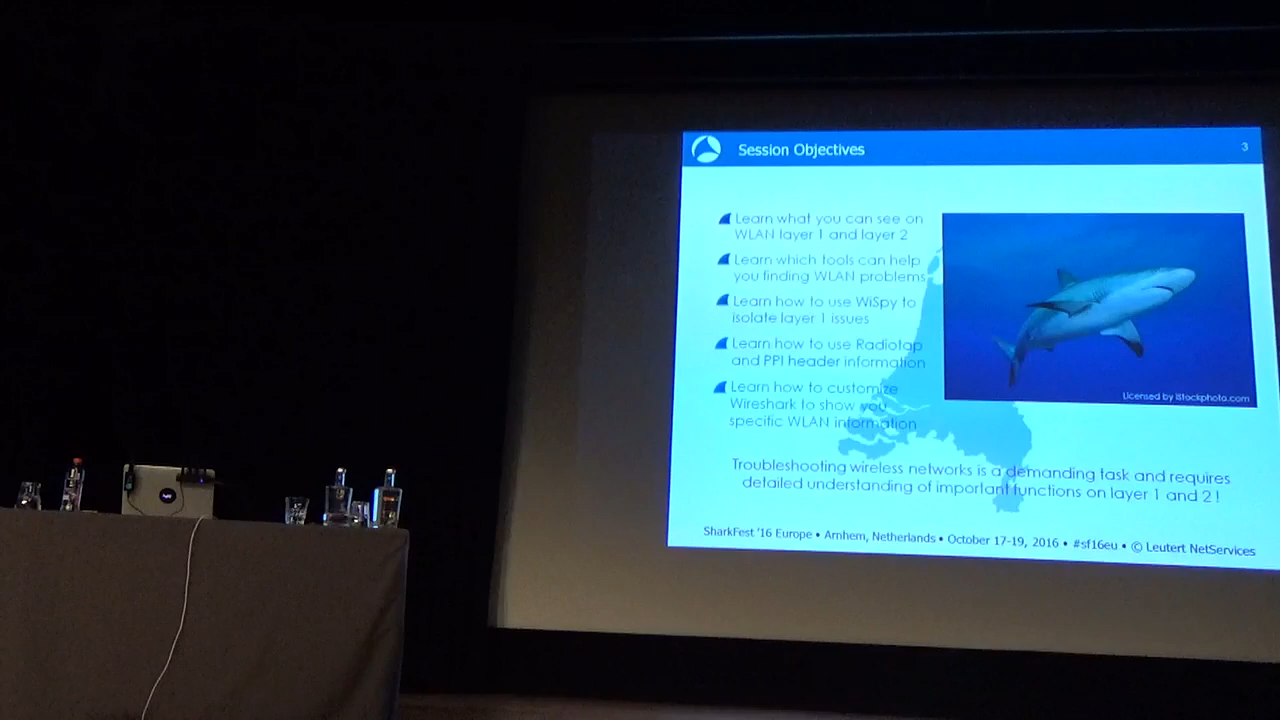 Session Objectives
3
Learn what you can see on
WLAN layer 1 and layer 2
Learn which tools can help
you finding WLAN problems
Learn how to use WiSpy to
isolate layer 1 issues
Learn how to use Radiotap
and PPI header information
Learn how to customize
Wireshark to show you
specific WLAN information
Licensed by iStockphoto.com
Troubleshooting wireless networks is a demanding task and requires
detailed understanding of important functions on layer 1 and 2 !
SharkFest '16 Europe • Arnhem, Netherlands • October 17-19, 2016 • #sf16eu • © Leutert NetServices